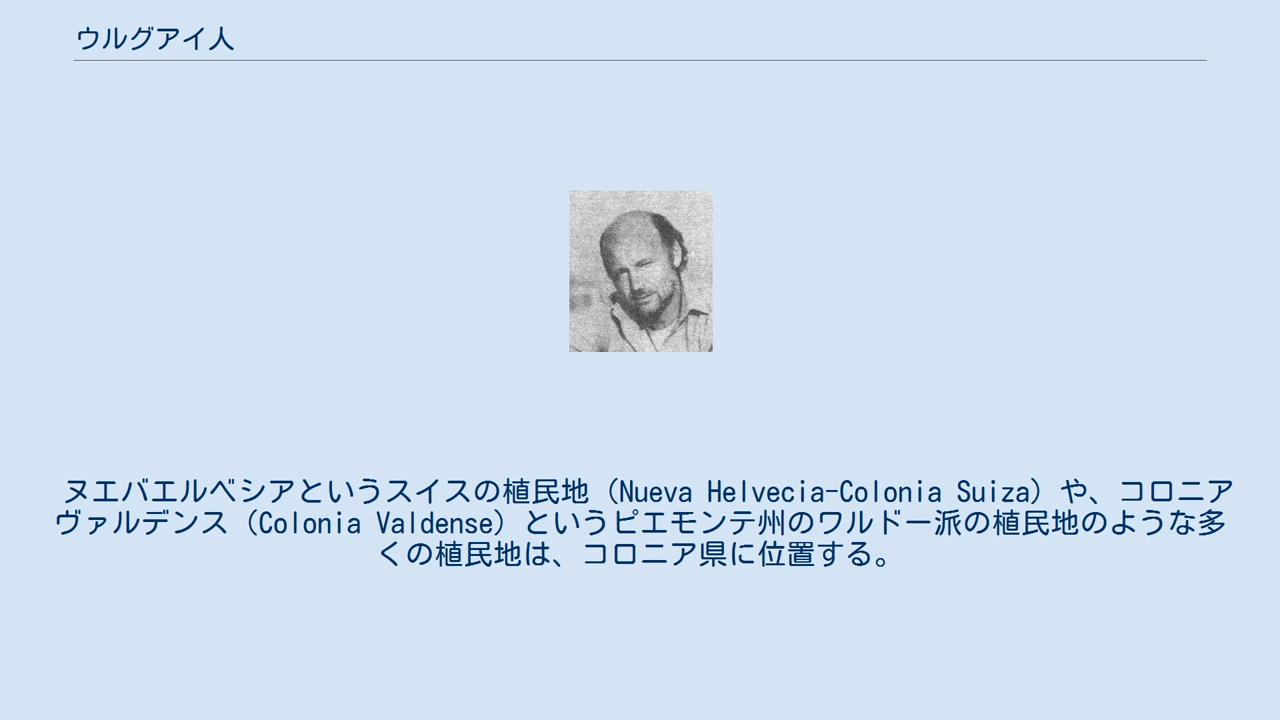 ウルグアイ人
ヌエバエルベシアというスイスの植民地（Nueva Helvecia-Colonia Suiza）や、コロニア
ヴァルデンス（Colonia Valdense）というピエモンテ州のワルドー派の植民地のような多
くの植民地は、コロニア県に位置する。